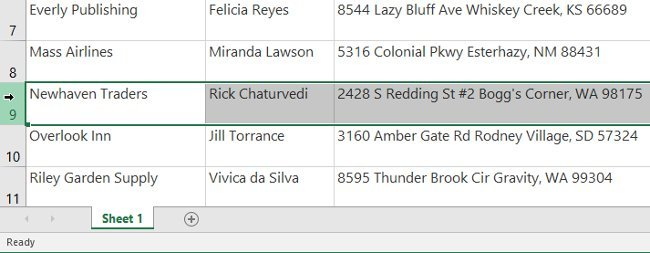 7 Everly Publishing Felicia Reyes 8544 Lazy Bluff Ave Whiskey Creek, KS 66689
8 Mass Airlines Miranda Lawson 5316 Colonial Pkwy Esterhazy, NM 88431
9 Newhaven Traders Rick Chaturvedi 2428 S Redding St #2 Bogg's Corner, WA 98175
10 Overlook Inn Jill Torrance 3160 Amber Gate Rd Rodney Village, SD 57324
11 Riley Garden Supply Vivica da Silva 8595 Thunder Brook Cir Gravity, WA 99304
Sheet 1
Ready